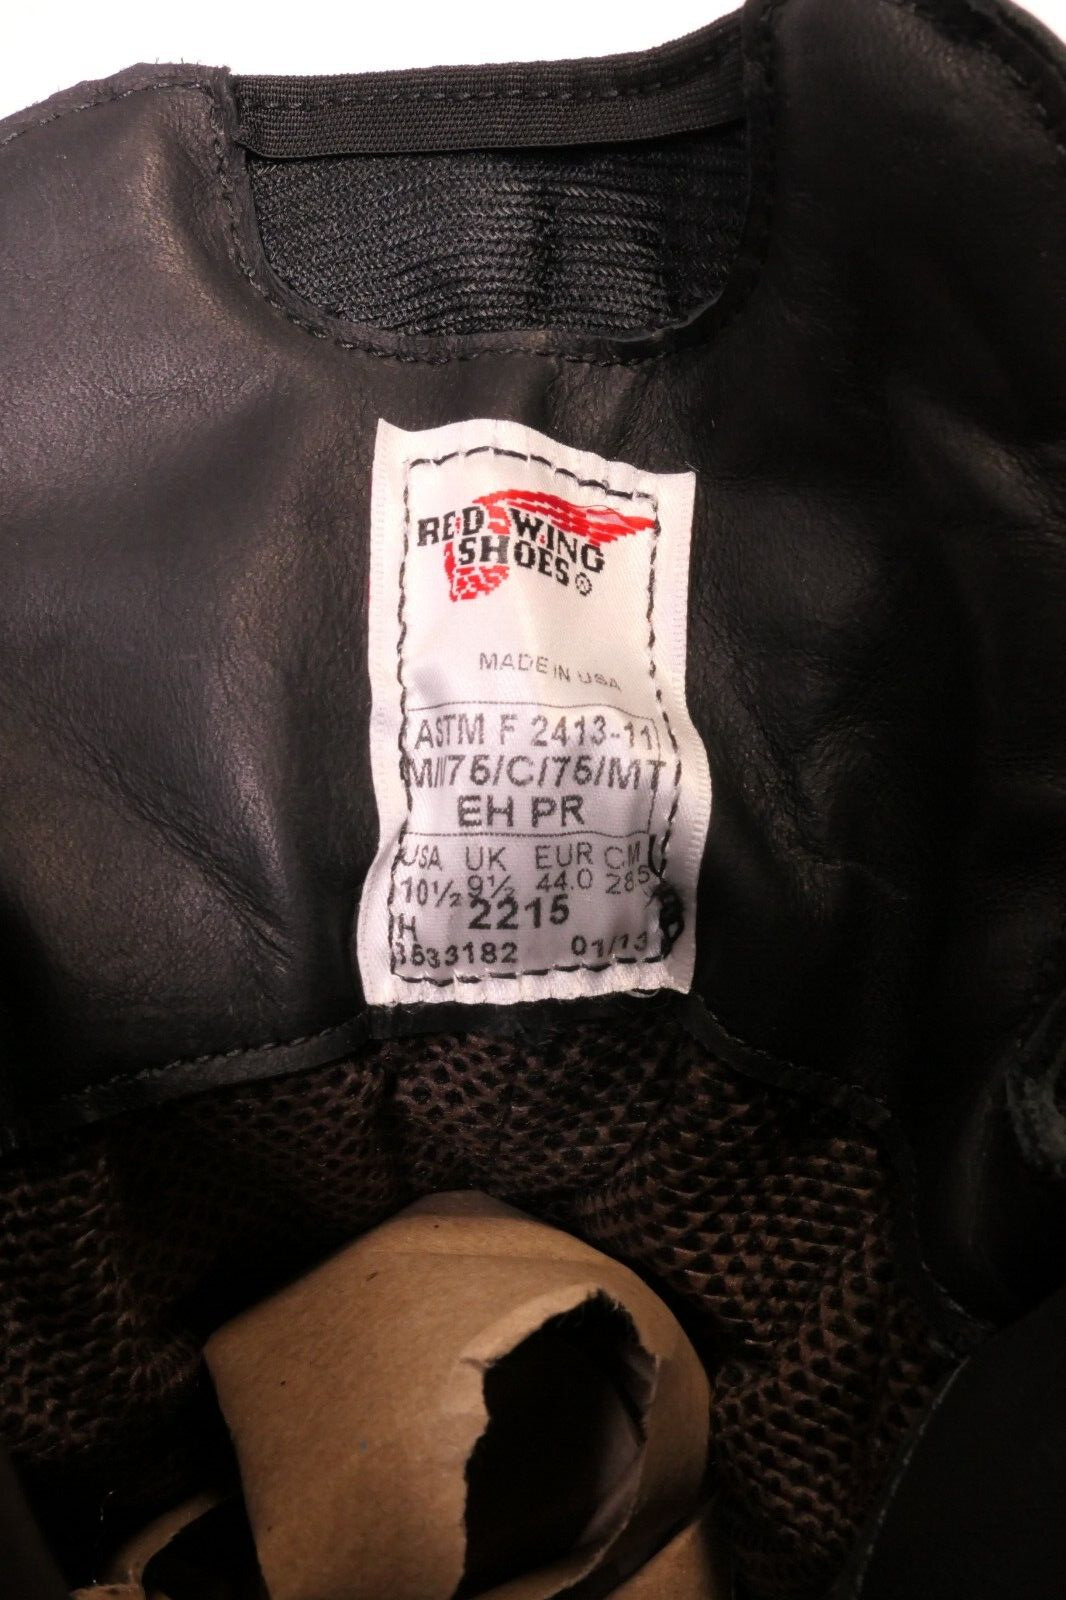 RED WING
SHOES®
MADE IN USA
ASTM F 2413-11
M/I/75/C/75/MT
EH PR
USA UK EUR CM
10½ 9½ 44.0 28.5
H 2215
01/13